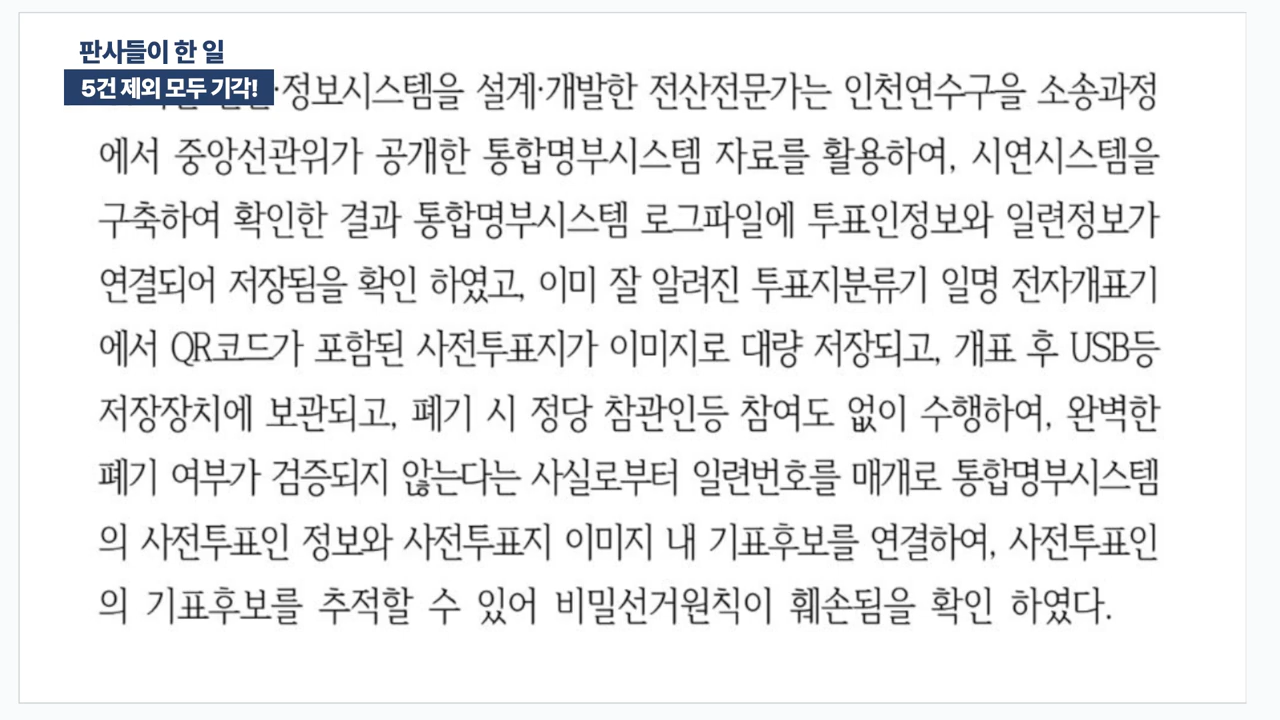 판사들이 한 일
5건 제외 모두 기각!
·정보시스템을 설계·개발한 전산전문가는 인천연수구을 소송과정
에서 중앙선관위가 공개한 통합명부시스템 자료를 활용하여, 시연시스템을
구축하여 확인한 결과 통합명부시스템 로그파일에 투표인정보와 일련정보가
연결되어 저장됨을 확인 하였고, 이미 잘 알려진 투표지분류기 일명 전자개표기
에서 QR코드가 포함된 사전투표지가 이미지로 대량 저장되고, 개표 후 USB등
저장장치에 보관되고, 폐기 시 정당 참관인등 참여도 없이 수행하여, 완벽한
폐기 여부가 검증되지 않는다는 사실로부터 일련번호를 매개로 통합명부시스템
의 사전투표인 정보와 사전투표지 이미지 내 기표후보를 연결하여, 사전투표인
의 기표후보를 추적할 수 있어 비밀선거원칙이 훼손됨을 확인 하였다.